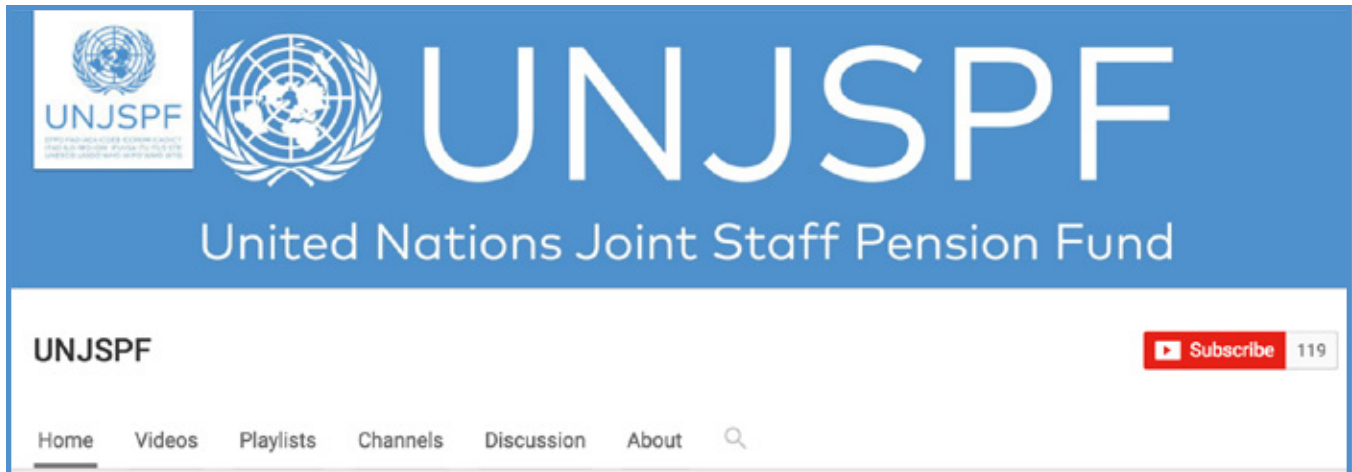 UNJSPF
UNJSPF
United Nations Joint Staff Pension Fund
UNJSPF
Subscribe 119
Home Videos Playlists Channels Discussion About